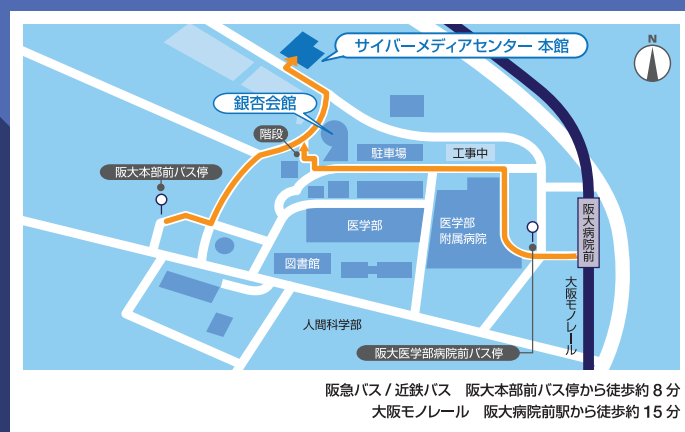 サイバーメディアセンター 本館
N
銀杏会館
階段
駐車場
工事中
阪大本部前バス停
医学部
医学部
附属病院
阪大病院前
図書館
大阪モノレール
人間科学部
阪大医学部病院前バス停
阪急バス / 近鉄バス 阪大本部前バス停から徒歩約 8 分
大阪モノレール 阪大病院前駅から徒歩約 15 分